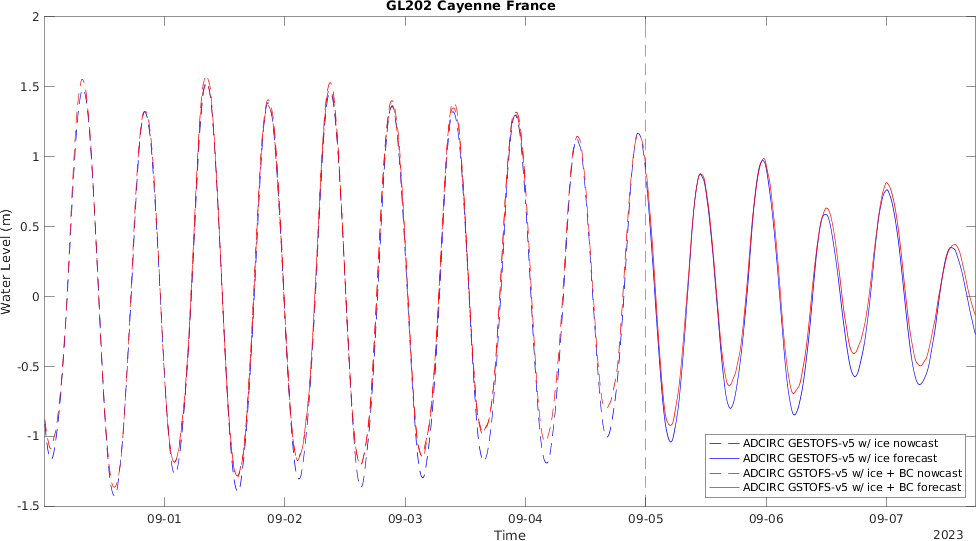 GL202 Cayenne France
2
1.5
1
0.5
0
-0.5
-1
-1.5
Water Level (m)
09-01 09-02 09-03 09-04 09-05 09-06 09-07
Time
2023
ADCIRC GESTOFS-v5 w/ ice nowcast
ADCIRC GESTOFS-v5 w/ ice forecast
ADCIRC GSTOFS-v5 w/ ice + BC nowcast
ADCIRC GSTOFS-v5 w/ ice + BC forecast